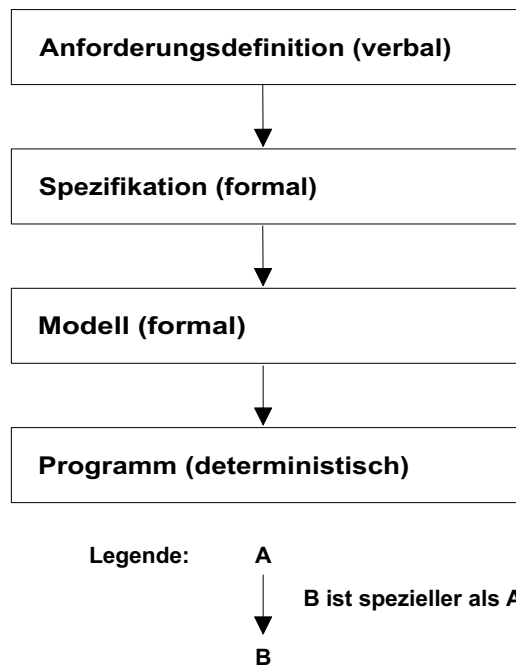 Anforderungsdefinition (verbal)
Spezifikation (formal)
Modell (formal)
Programm (deterministisch)
Legende: A
B ist spezieller als A
B